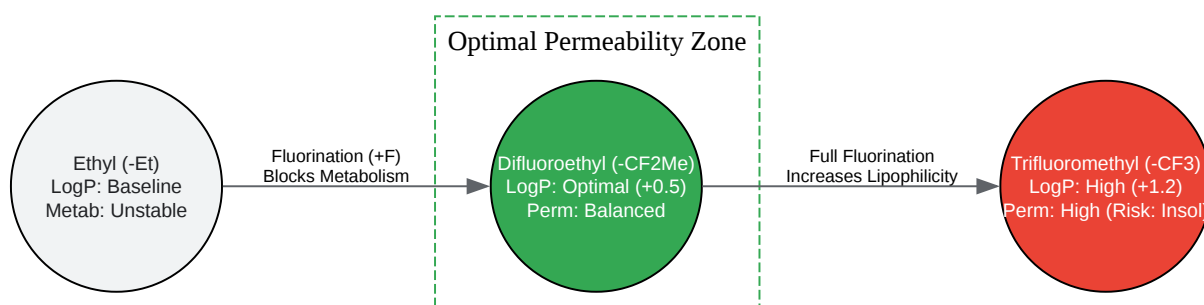 Optimal Permeability Zone
Ethyl (-Et)
LogP: Baseline
Metab: Unstable
Fluorination (+F)
Blocks Metabolism
Difluoroethyl (-CF2Me)
LogP: Optimal (+0.5)
Perm: Balanced
Full Fluorination
Increases Lipophilicity
Trifluoromethyl (-CF3)
LogP: High (+1.2)
Perm: High (Risk: Insol)